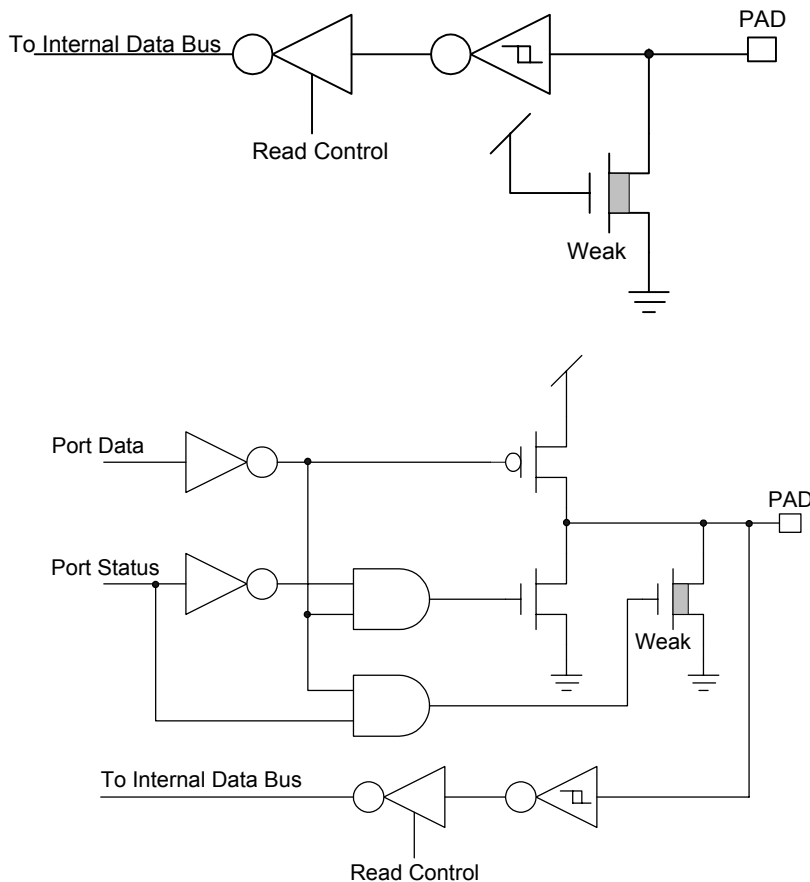 PAD
To Internal Data Bus
Read Control
Weak
Port Data
PAD
Port Status
Weak
To Internal Data Bus
Read Control